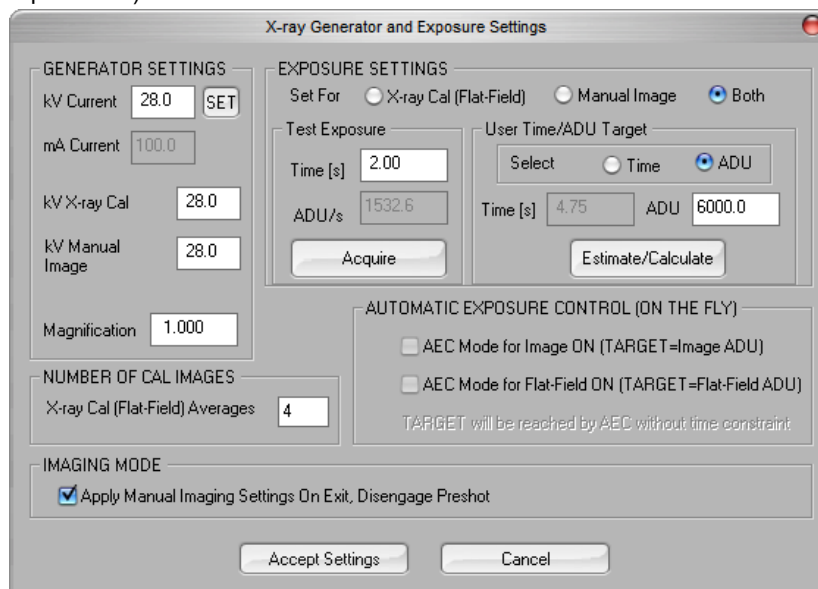 X-ray Generator and Exposure Settings
GENERATOR SETTINGS
kV Current 28.0 SET
mA Current 100.0
kV X-ray Cal 28.0
kV Manual
Image 28.0
Magnification 1.000
EXPOSURE SETTINGS
Set For X-ray Cal (Flat-Field) Manual Image Both
Test Exposure
Time [s] 2.00
ADU/s 1532.6
Acquire
User Time/ADU Target
Select Time ADU
Time [s] 4.75 ADU 6000.0
Estimate/Calculate
AUTOMATIC EXPOSURE CONTROL (ON THE FLY)
AEC Mode for Image ON (TARGET=Image ADU)
AEC Mode for Flat-Field ON (TARGET=Flat-Field ADU)
TARGET will be reached by AEC without time constraint
NUMBER OF CAL IMAGES
X-ray Cal (Flat-Field) Averages 4
IMAGING MODE
Apply Manual Imaging Settings On Exit, Disengage Preshot
Accept Settings Cancel